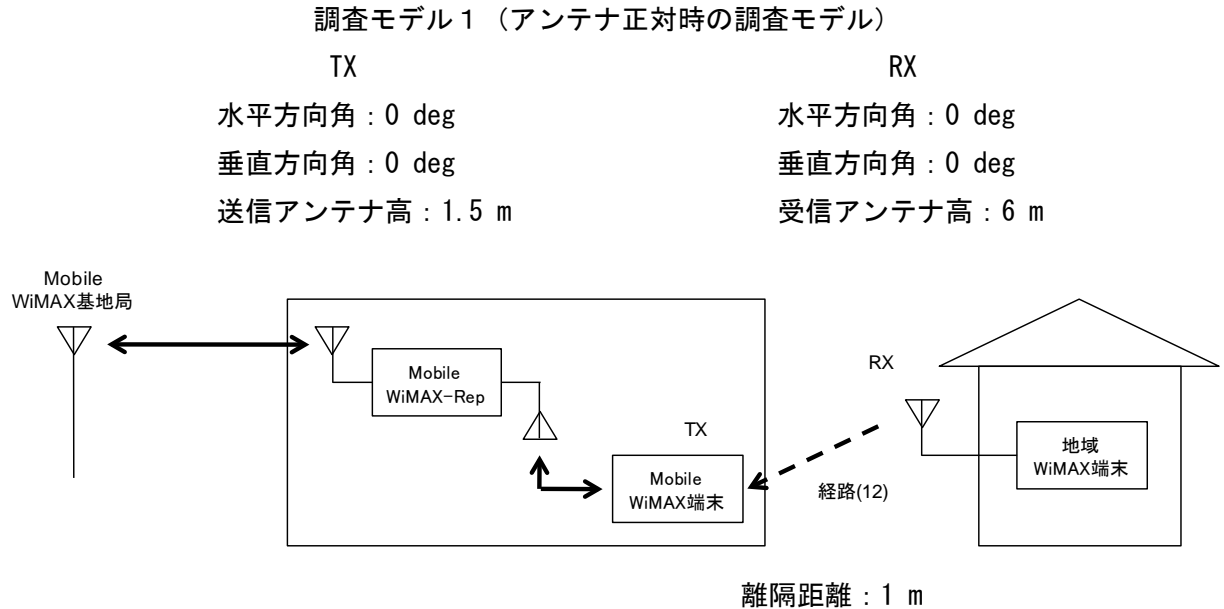 調査モデル１（アンテナ正対時の調査モデル）
TX
水平方向角：0 deg
垂直方向角：0 deg
送信アンテナ高：1.5 m
RX
水平方向角：0 deg
垂直方向角：0 deg
受信アンテナ高：6 m
Mobile
WiMAX基地局
Mobile
WiMAX-Rep
TX
Mobile
WiMAX端末
RX
経路(12)
地域
WiMAX端末
離隔距離：1 m